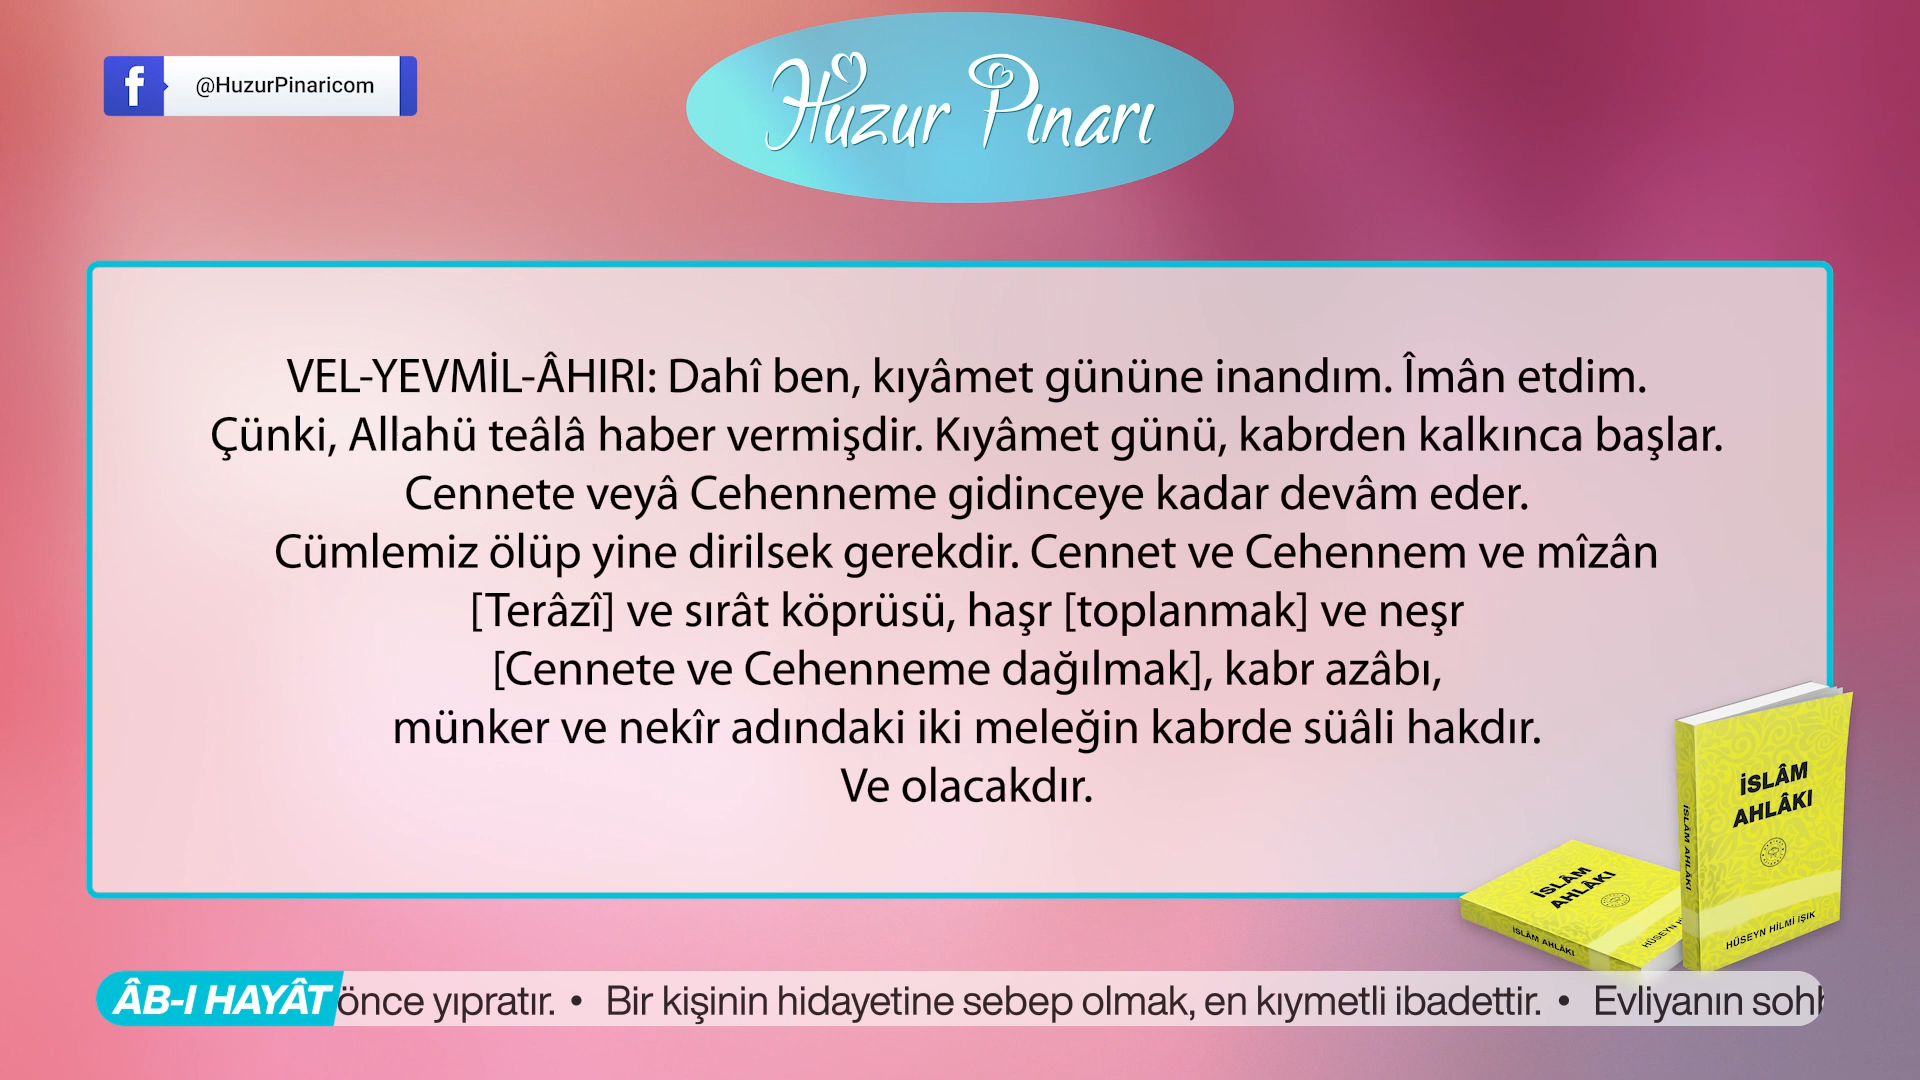 @HuzurPinaricom
Huzur Pınarı
VEL-YEVMİL-ÂHIRI: Dahî ben, kıyâmet gününe inandım. Îmân etdim.
Çünki, Allahü teâlâ haber vermişdir. Kıyâmet günü, kabrden kalkınca başlar.
Cennete veyâ Cehenneme gidinceye kadar devâm eder.
Cümlemiz ölüp yine dirilsek gerekdir. Cennet ve Cehennem ve mîzân
[Terâzî] ve sırât köprüsü, haşr [toplanmak] ve neşr
[Cennete ve Cehenneme dağılmak], kabr azâbı,
münker ve nekîr adındaki iki meleğin kabrde süâli hakdır.
Ve olacakdır.
İSLÂM
AHLÂKI
HÜSEYN HİLMİ IŞIK
İSLÂM AHLÂKI
İSLÂM
AHLÂKI
HÜSEYN
İSLÂM AHLÂKI
ÂB-I HAYÂT önce yıpratır. • Bir kişinin hidayetine sebep olmak, en kıymetli ibadettir. • Evliyanın